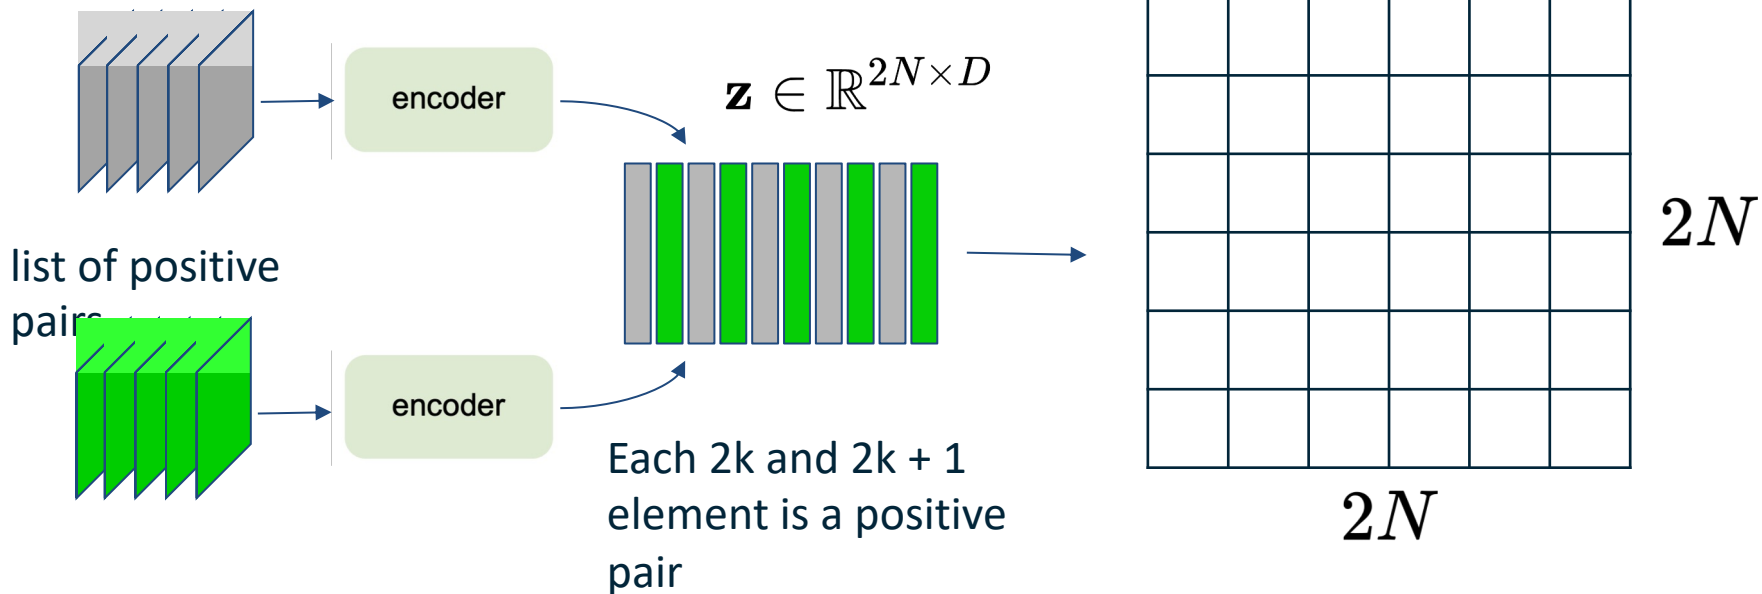 encoder
z ∈ ℝ^{2N×D}
list of positive
pairs
2N
encoder
Each 2k and 2k + 1
element is a positive
pair
2N